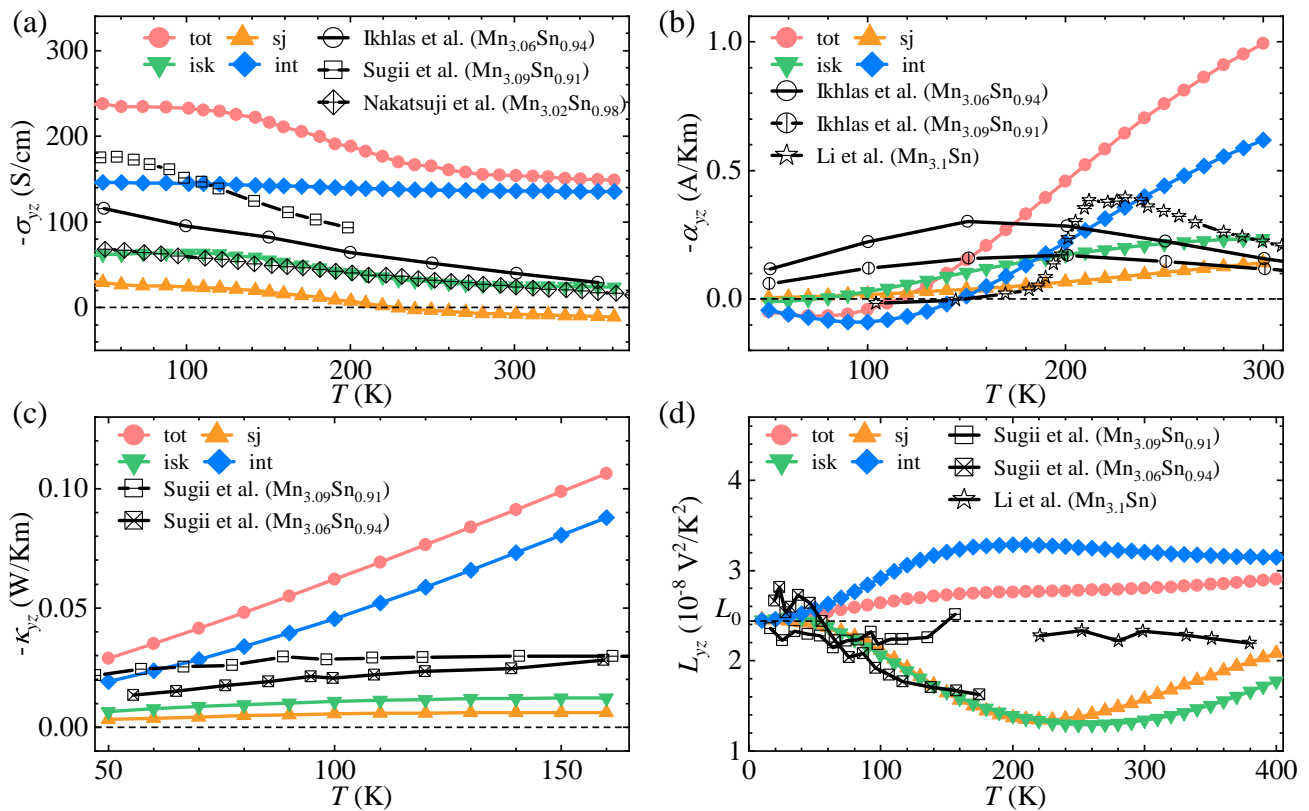 (a)
300
200
100
0
-σyz (S/cm)
tot
sj
isk
int
Ikhlas et al. (Mn3.06Sn0.94)
Sugii et al. (Mn3.09Sn0.91)
Nakatsuji et al. (Mn3.02Sn0.98)
100 200 300
T (K)
(b)
1.0
0.5
0.0
-αyz (A/Km)
tot
sj
isk
int
Ikhlas et al. (Mn3.06Sn0.94)
Ikhlas et al. (Mn3.09Sn0.91)
Li et al. (Mn3.1Sn)
100 200 300
T (K)
(c)
0.10
0.05
0.00
-κyz (W/Km)
tot
sj
isk
int
Sugii et al. (Mn3.09Sn0.91)
Sugii et al. (Mn3.06Sn0.94)
50 100 150
T (K)
(d)
4
3
L0
2
1
Lyz (10-8 V2/K2)
tot
sj
isk
int
Sugii et al. (Mn3.09Sn0.91)
Sugii et al. (Mn3.06Sn0.94)
Li et al. (Mn3.1Sn)
0 100 200 300 400
T (K)